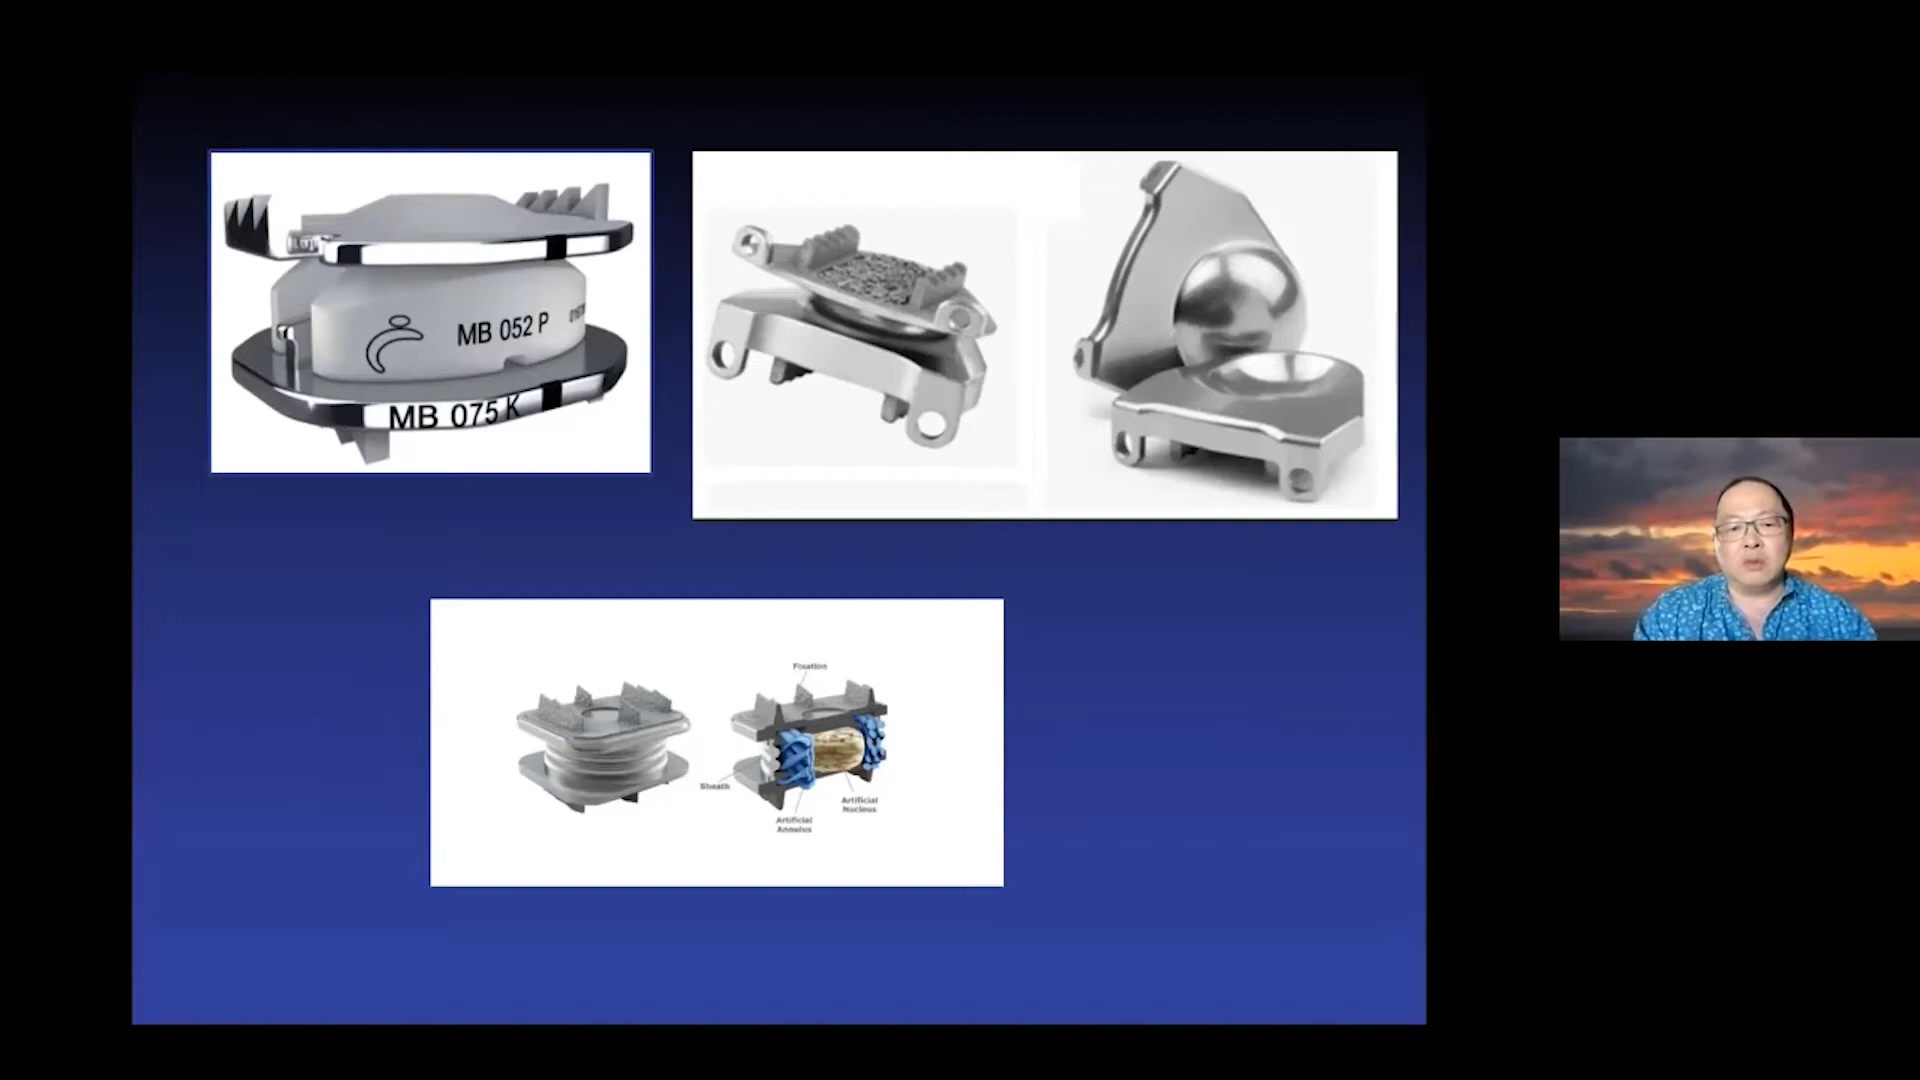 MB 052 P
MB 075 K
Fixation
Sheath
Artificial
Nucleus
Artificial
Annulus